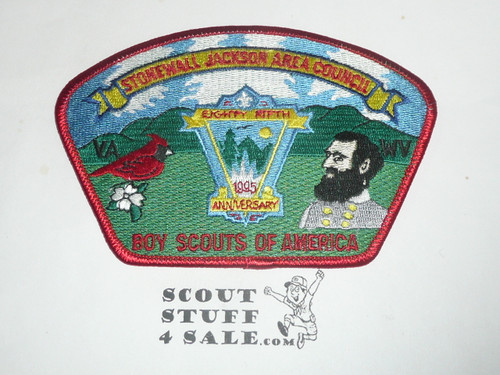 STONEWALL JACKSON AREA COUNCIL
VA
WV
EIGHTY FIFTH
1995
ANNIVERSARY
BOY SCOUTS OF AMERICA
SCOUT
STUFF
4 SALE.COM